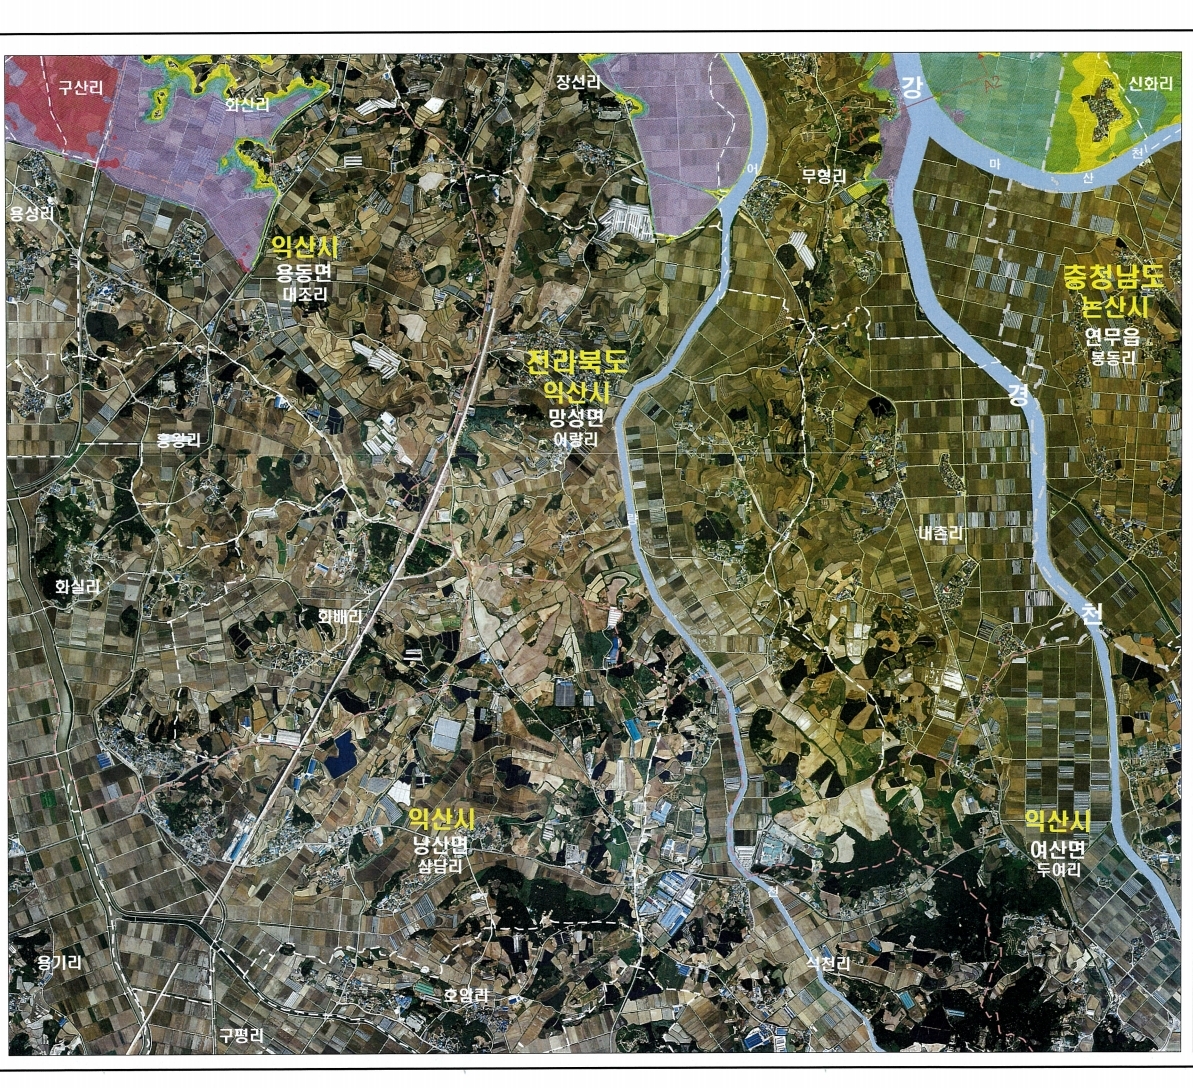 구산리
화산리
장선리
강
A2
신화리
마
산
천
어
무형리
용성리
익산시
용동면
대조리
충청남도
논산시
연무읍
봉동리
전라북도
익산시
망성면
어량리
경
흥왕리
량
내촌리
화실리
화배리
천
익산시
낭산면
삼담리
익산시
여산면
두여리
천
용기리
석천리
호암리
구평리